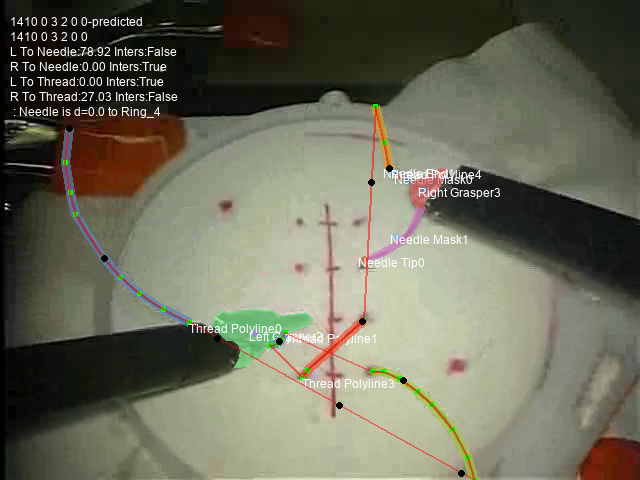 1410 0 3 2 0 0-predicted
1410 0 3 2 0 0
L To Needle:78.92 Inters:False
R To Needle:0.00 Inters:True
L To Thread:0.00 Inters:True
R To Thread:27.03 Inters:False
: Needle is d=0.0 to Ring_4
Needle Mask0
Right Grasper3
Needle Mask1
Needle Tip0
Thread Polyline0
Thread Polyline3